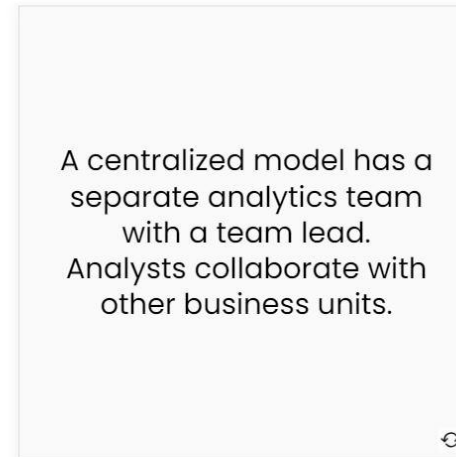 A centralized model has a
separate analytics team
with a team lead.
Analysts collaborate with
other business units.